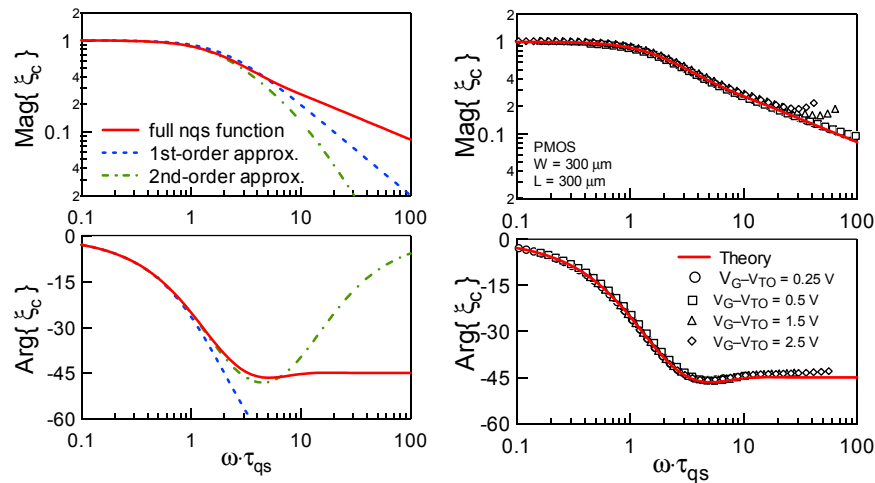 2
1
4
2
0.1
4
2
Mag{ ξc }
full nqs function
1st-order approx.
2nd-order approx.
0.1
1
10
100
0
-15
-30
-45
-60
Arg{ ξc }
0.1
1
10
100
ω·τqs
2
1
4
2
0.1
4
2
Mag{ ξc }
PMOS
W = 300 μm
L = 300 μm
0.1
1
10
100
0
-15
-30
-45
-60
Arg{ ξc }
Theory
VG–VTO = 0.25 V
VG–VTO = 0.5 V
VG–VTO = 1.5 V
VG–VTO = 2.5 V
0.1
1
10
100
ω·τqs